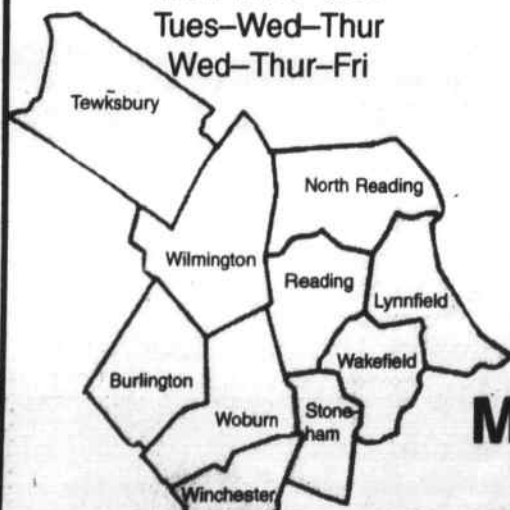 Tues–Wed–Thur
Wed–Thur–Fri
Tewksbury
North Reading
Wilmington
Reading
Lynnfield
Wakefield
Burlington
Woburn
Stone-
ham
M
Winchester